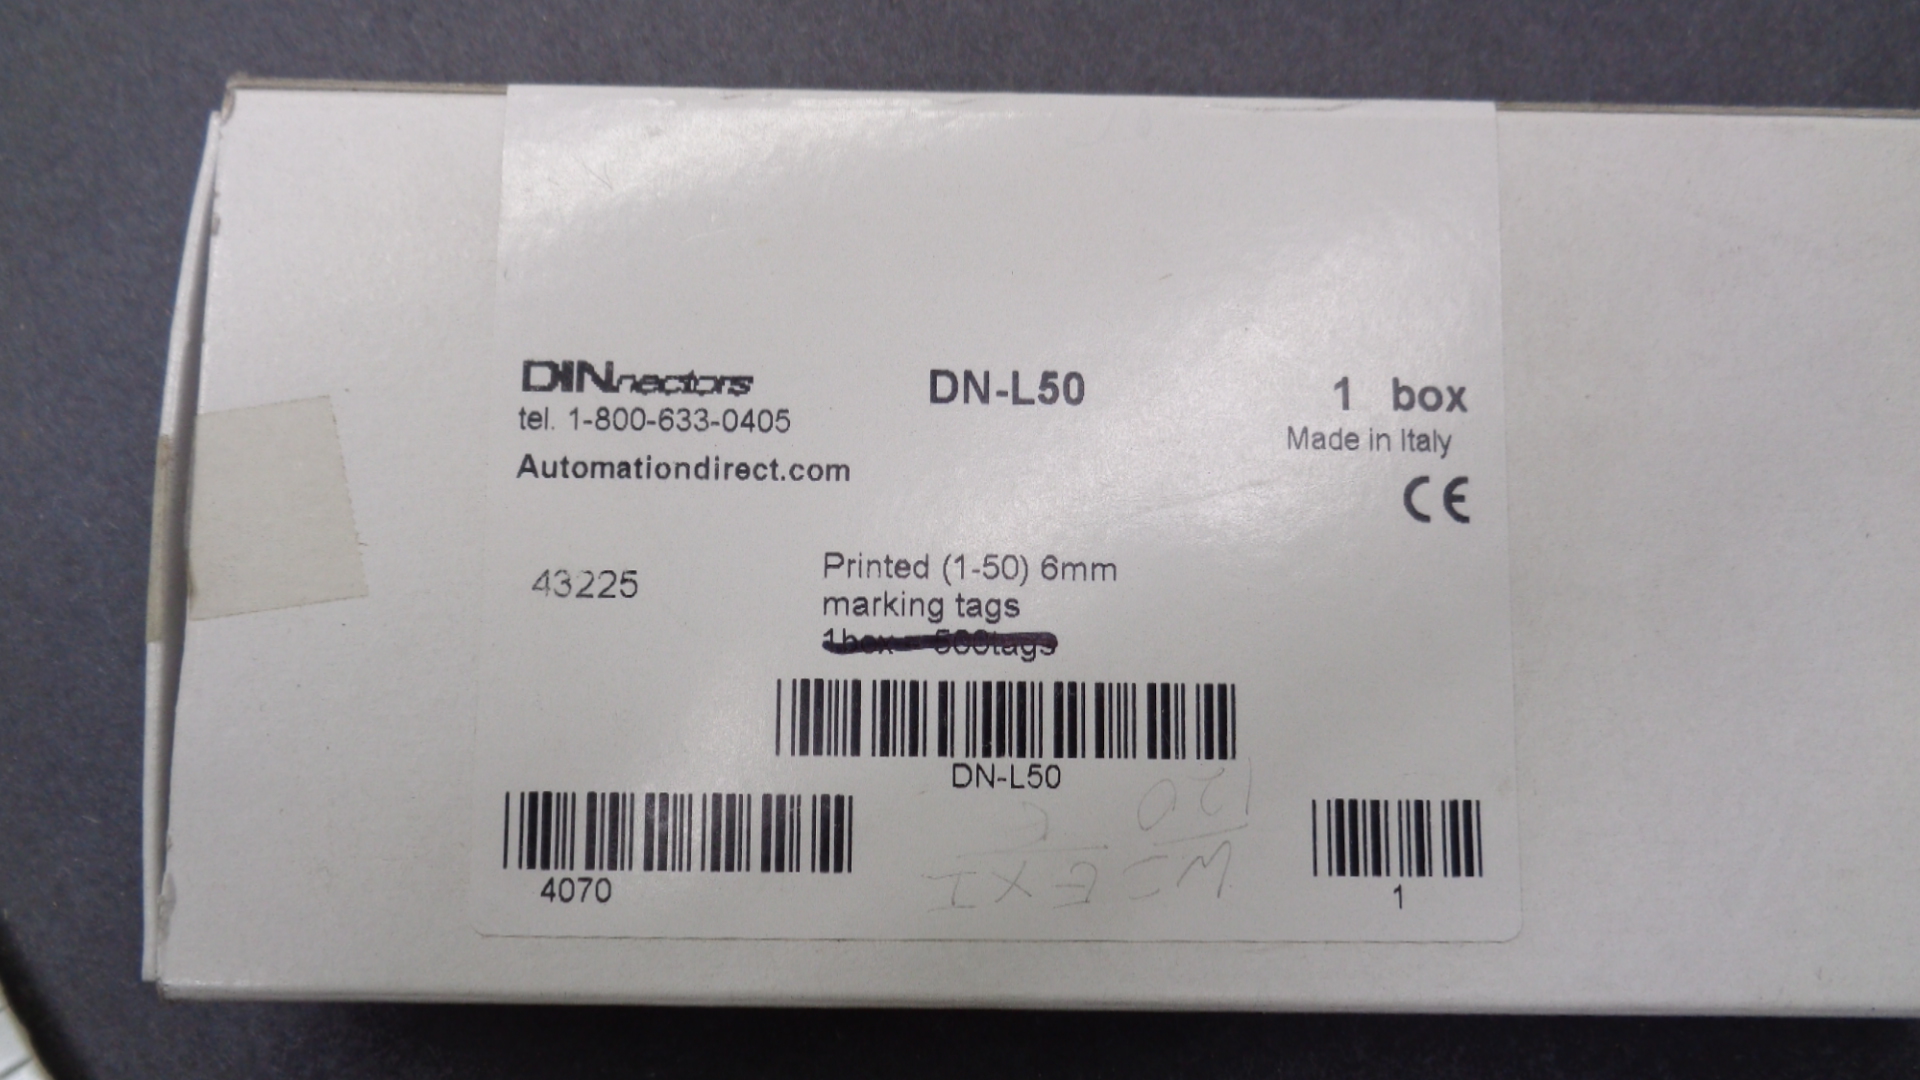 DINnectors
tel. 1-800-633-0405
Automationdirect.com
DN-L50
1 box
Made in Italy
CE
43225
Printed (1-50) 6mm
marking tags
1box = 500tags
DN-L50
4070
1
120